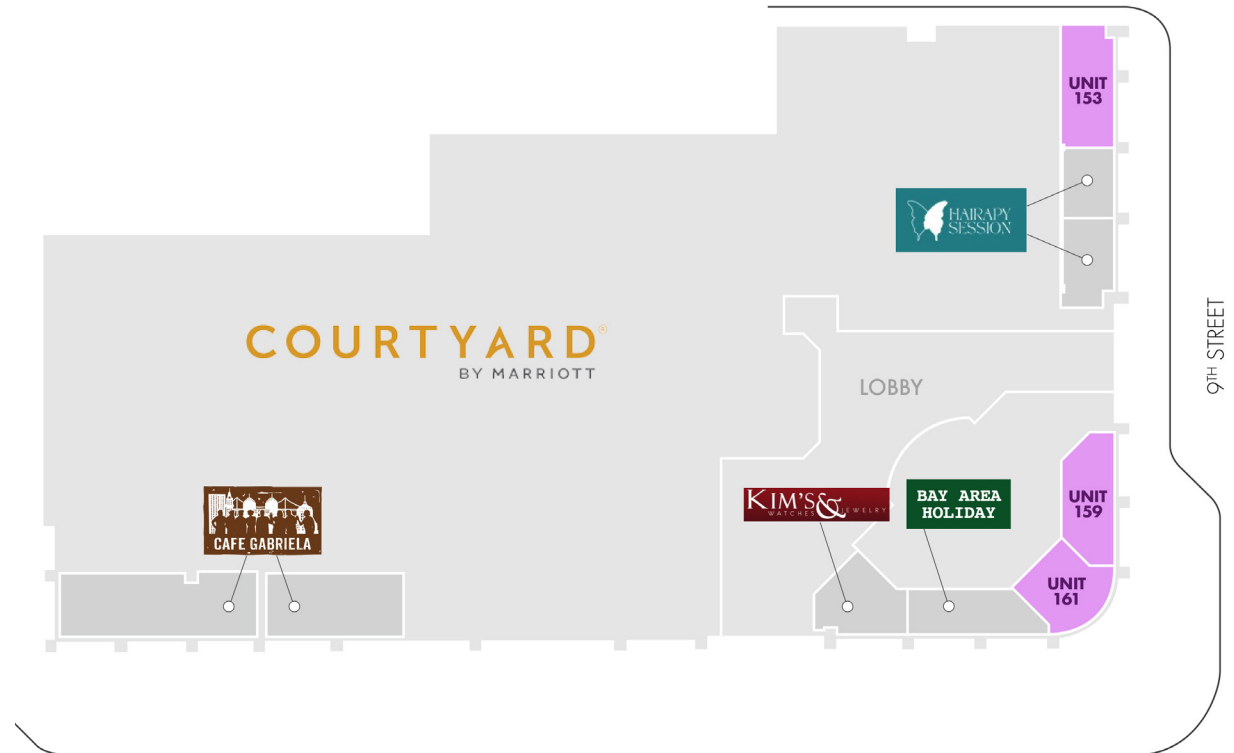 UNIT
153
HAIRAPY
SESSION
9TH STREET
COURTYARD®
BY MARRIOTT
LOBBY
KIM'S&
WATCHES JEWELRY
BAY AREA
HOLIDAY
UNIT
159
CAFE GABRIELA
UNIT
161